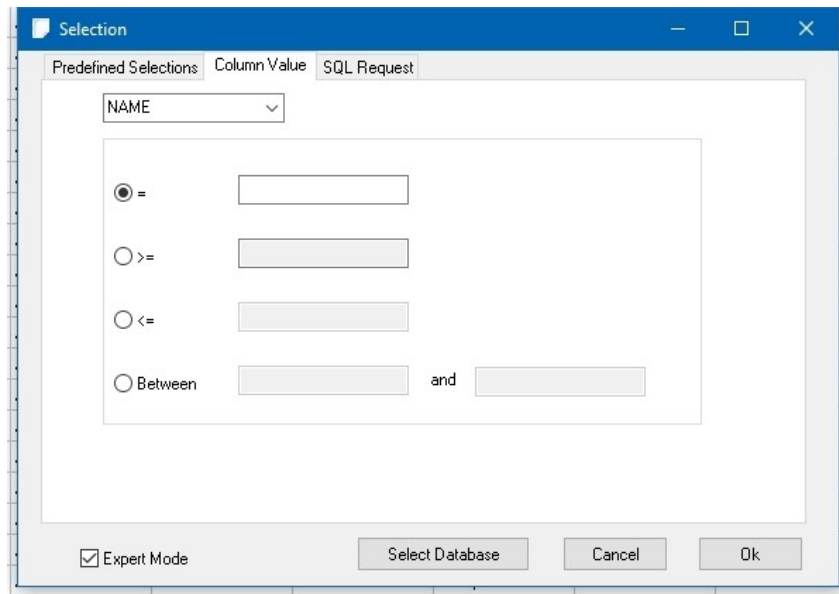 Selection
Predefined Selections Column Value SQL Request
NAME
=
>=
<=
Between and
Expert Mode Select Database Cancel Ok